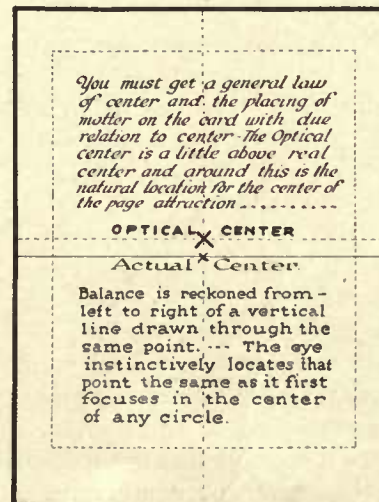 You must get a general law
of center and the placing of
matter on the card with due
relation to center - The Optical
center is a little above real
center and around this is the
natural location for the center of
the page attraction ..........
OPTICAL CENTER
Actual Center.
Balance is reckoned from -
left to right of a vertical
line drawn through the
same point. --- The eye
instinctively locates that
point the same as it first
focuses in the center
of any circle.